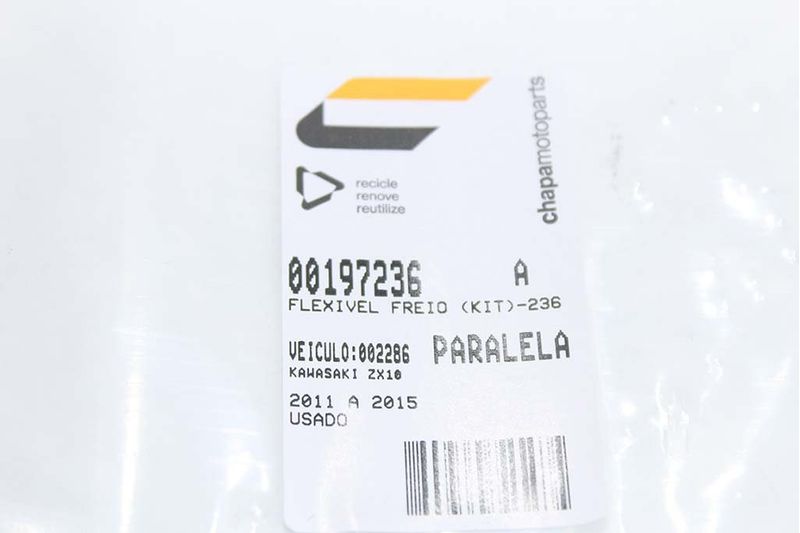 chapamotoparts
recicle
renove
reutilize
00197236 A
FLEXIVEL FREIO (KIT)-236
VEICULO:002286 PARALELA
KAWASAKI ZX10
2011 A 2015
USADO